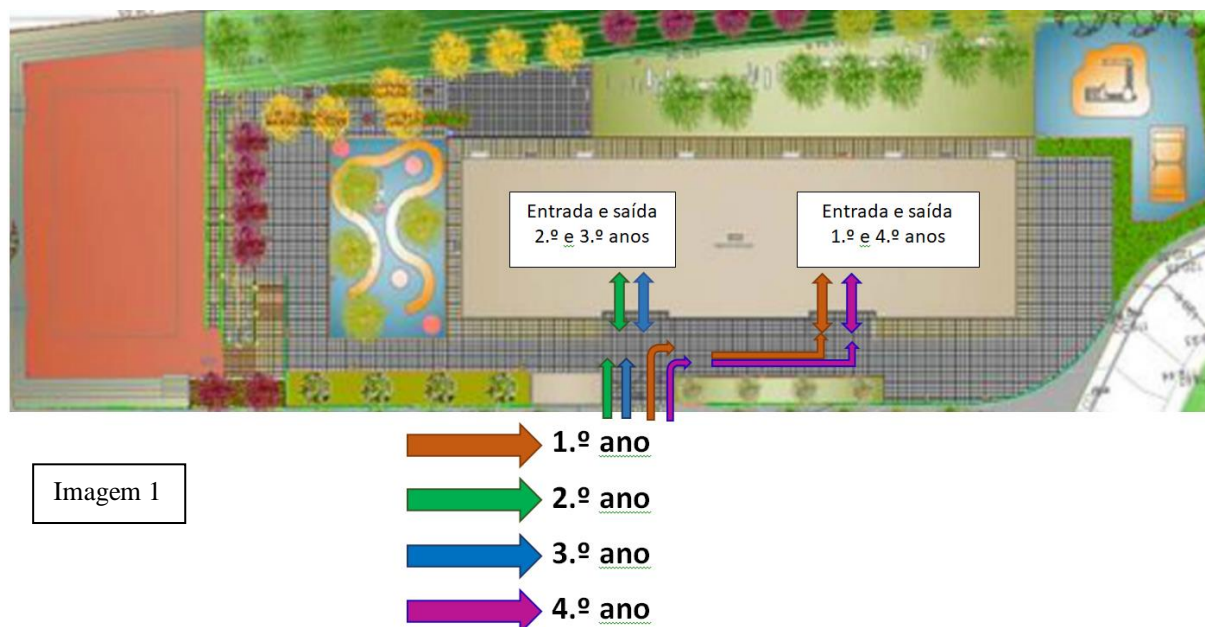 Entrada e saída
2.º e 3.º anos
Entrada e saída
1.º e 4.º anos
1.º ano
Imagem 1
2.º ano
3.º ano
4.º ano